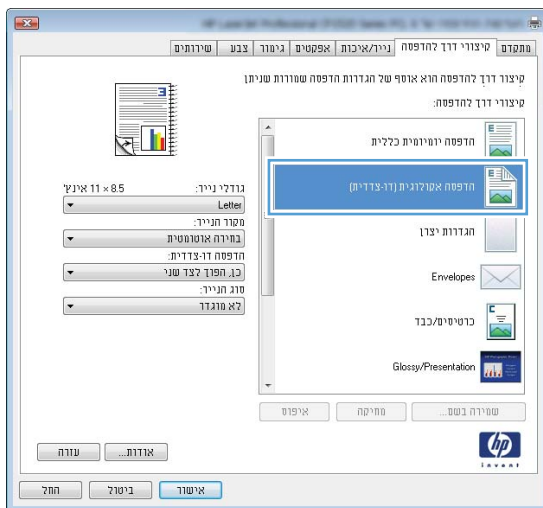 מתקדם קיצורי דרך להדפסה נייר/איכות אפקטים גימור צבע שירותים
קיצור דרך להדפסה הוא אוסף של הגדרות הדפסה שמורות שניתן
קיצורי דרך להדפסה:
הדפסה יומיומית כללית
הדפסה אקולוגית (דו-צדדית)
הגדרות יצרן
Envelopes
כרטיסים/כבד
Glossy/Presentation
3
גודלי נייר: 8.5 × 11 אינץ'
Letter
מקור הנייר:
בחירה אוטומטית
הדפסה דו-צדדית:
כן, הפוך לצד שני
סוג הנייר:
לא מוגדר
שמירה בשם... מחיקה איפוס
hp
invent
אודות... עזרה
אישור ביטול החל